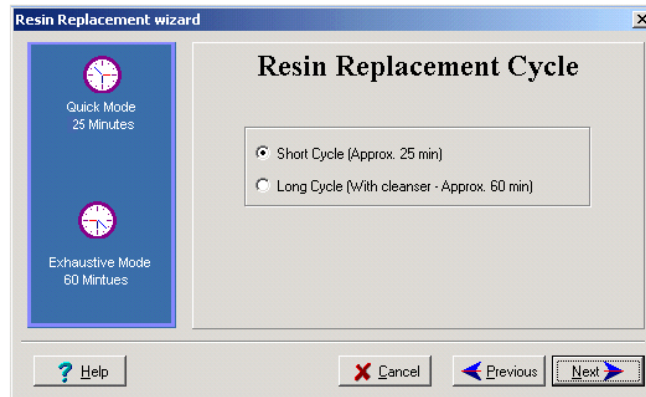 Resin Replacement wizard
Quick Mode
25 Minutes
Exhaustive Mode
60 Mintues
Resin Replacement Cycle
Short Cycle (Approx. 25 min)
Long Cycle (With cleanser - Approx. 60 min)
Help
Cancel
Previous
Next